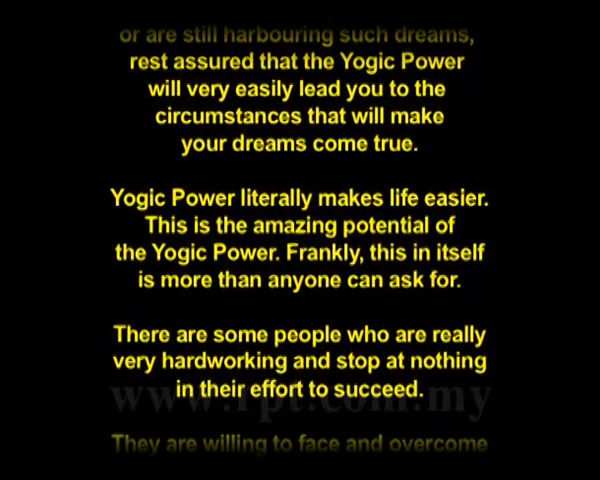 or are still harbouring such dreams,
rest assured that the Yogic Power
will very easily lead you to the
circumstances that will make
your dreams come true.
Yogic Power literally makes life easier.
This is the amazing potential of
the Yogic Power. Frankly, this in itself
is more than anyone can ask for.
There are some people who are really
very hardworking and stop at nothing
in their effort to succeed.
www.rpt.com.my
They are willing to face and overcome